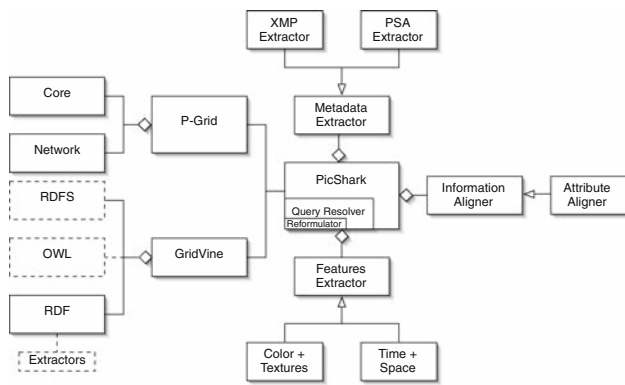 XMP
Extractor
PSA
Extractor
Core
P-Grid
Metadata
Extractor
Network
PicShark
RDFS
Information
Aligner
Attribute
Aligner
Query Resolver
Reformulator
OWL
GridVine
Features
Extractor
RDF
Extractors
Color +
Textures
Time +
Space